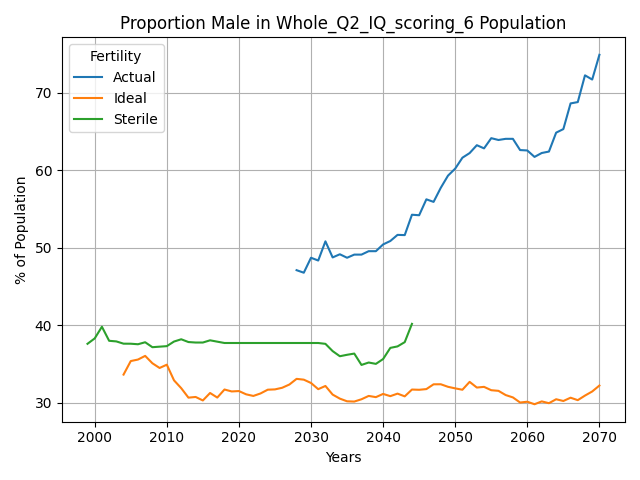 Proportion Male in Whole_Q2_IQ_scoring_6 Population
Fertility
Actual
Ideal
Sterile
% of Population
70
60
50
40
30
2000 2010 2020 2030 2040 2050 2060 2070
Years